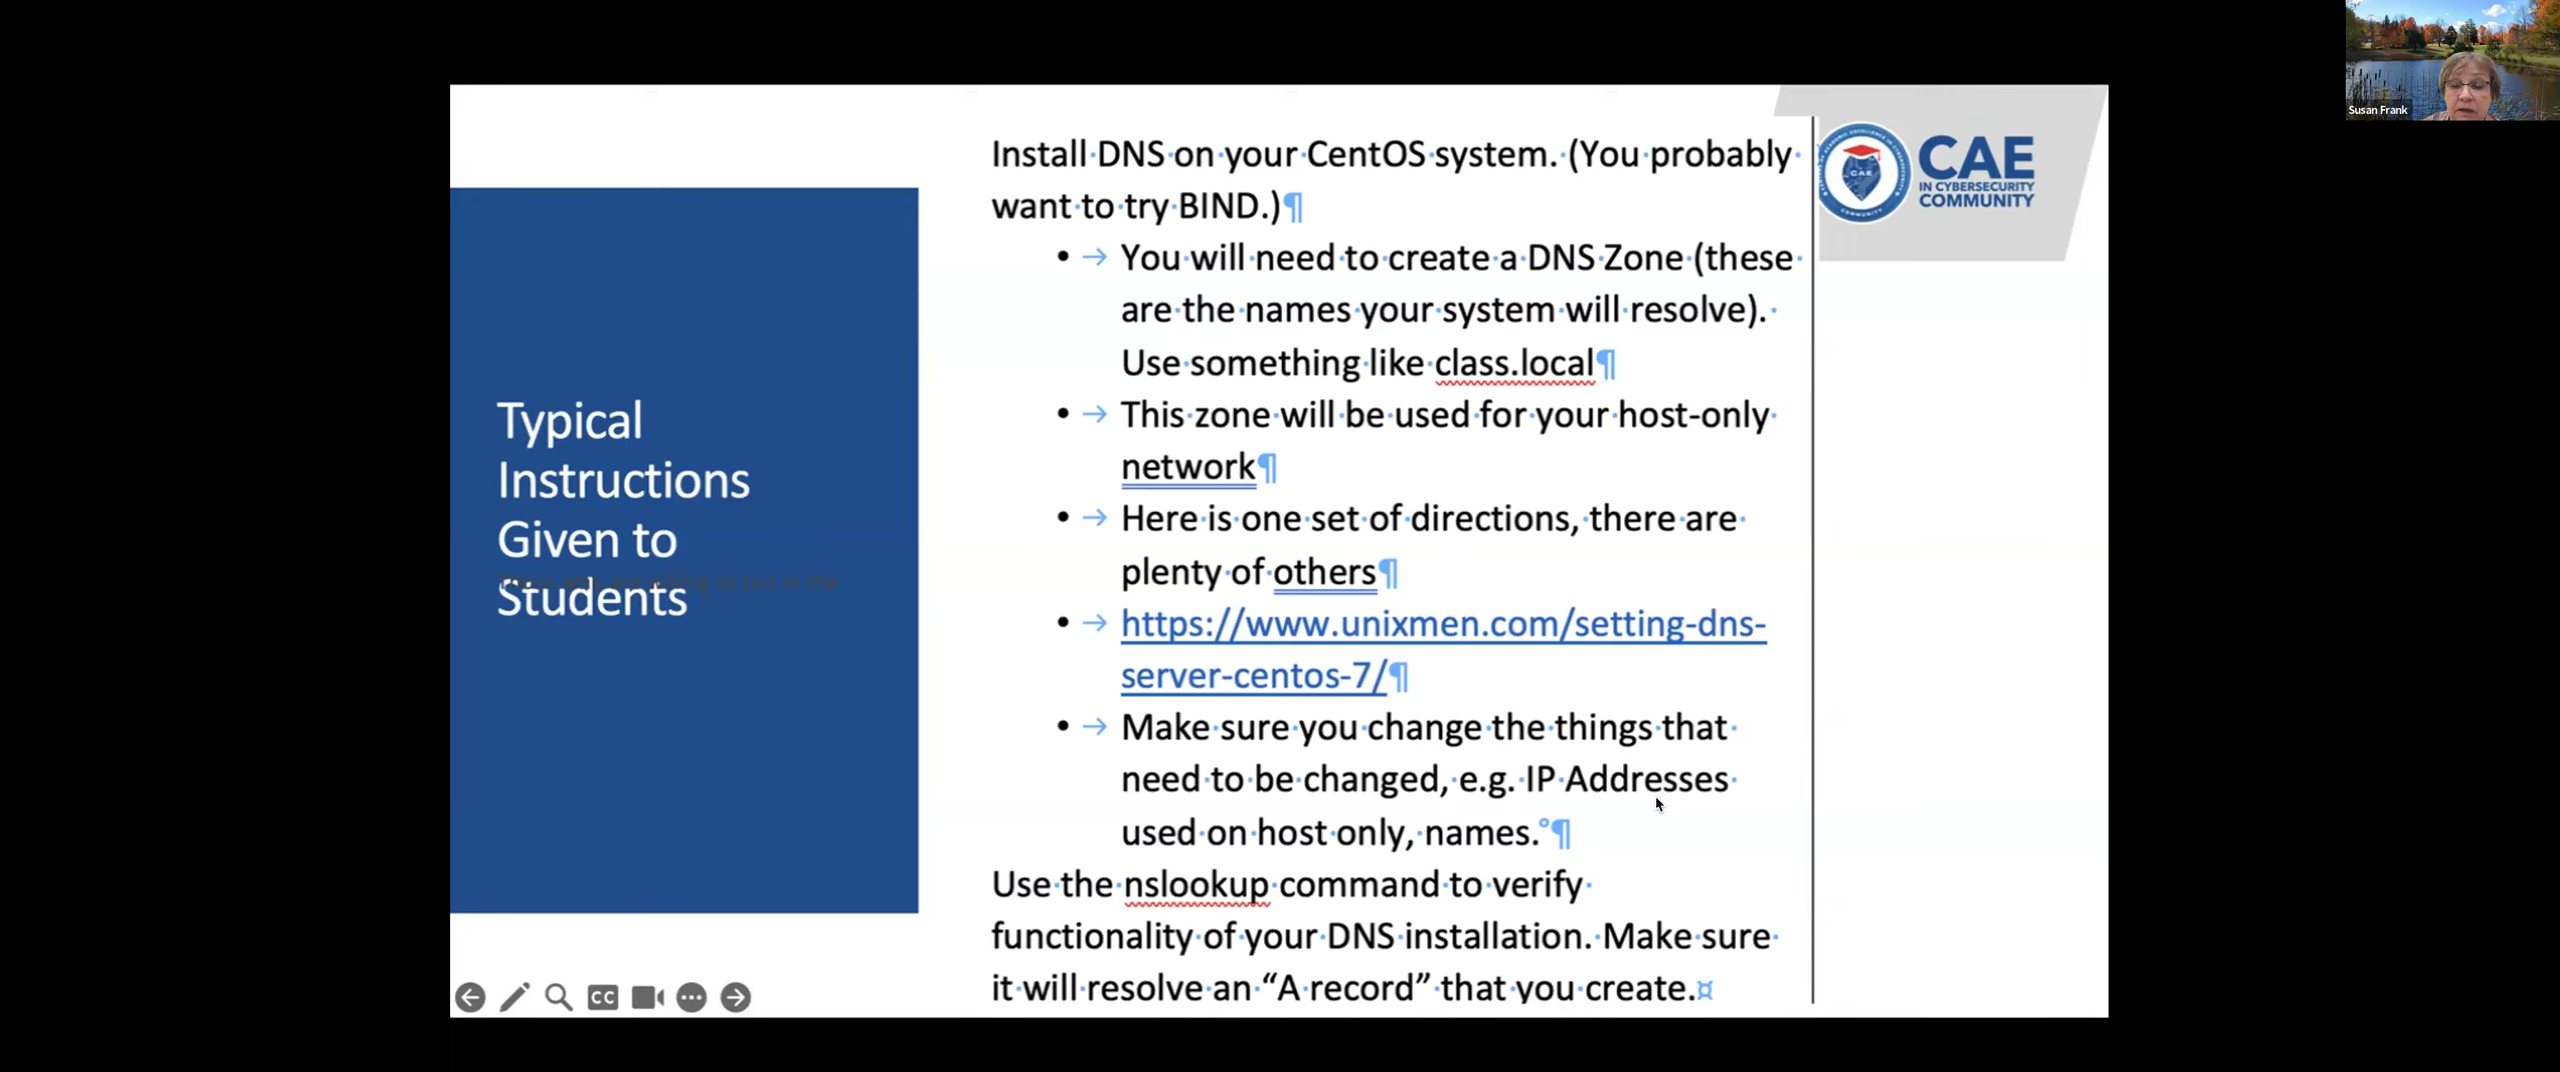 Susan Frank
CAE
IN CYBERSECURITY
COMMUNITY
CAE
COMMUNITY
Typical
Instructions
Given to
Students
Install DNS on your CentOS system. (You probably
want to try BIND.)¶
• → You will need to create a DNS Zone (these
are the names your system will resolve).
Use something like class.local¶
• → This zone will be used for your host-only
network¶
• → Here is one set of directions, there are
plenty of others¶
• → https://www.unixmen.com/setting-dns-
server-centos-7/¶
• → Make sure you change the things that
need to be changed, e.g. IP Addresses
used on host only, names.°¶
Use the nslookup command to verify
functionality of your DNS installation. Make sure
it will resolve an “A record” that you create.¤
CC